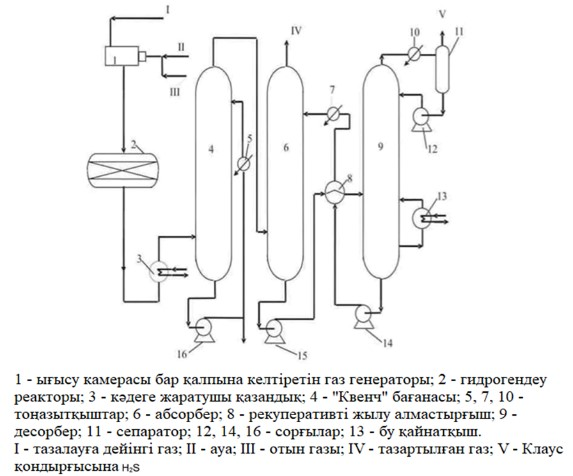 I
II
III
1
2
3
4
5
IV
6
7
8
9
10
V
11
12
13
14
15
16
1 - ығысу камерасы бар қалпына келтіретін газ генераторы; 2 - гидрогендеу
реакторы; 3 - кәдеге жаратушы қазандық; 4 - "Квенч" бағанасы; 5, 7, 10 -
тоңазытқыштар; 6 - абсорбер; 8 - рекуперативті жылу алмастырғыш; 9 -
десорбер; 11 - сепаратор; 12, 14, 16 - сорғылар; 13 - бу қайнатқыш.
I - тазалауға дейінгі газ; II - ауа; III - отын газы; IV - тазартылған газ; V - Клаус
қондырғысына H₂S